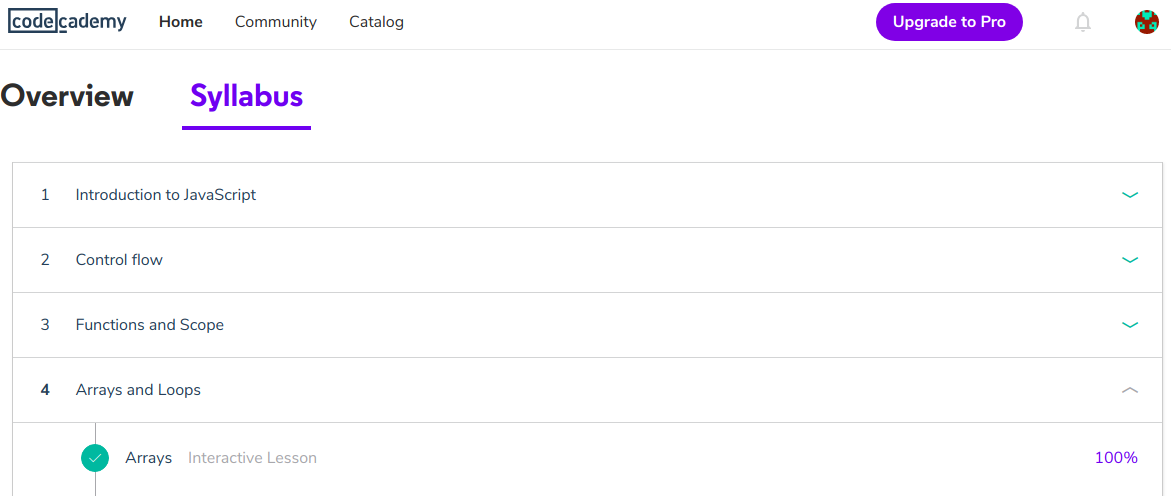 codecademy Home Community Catalog Upgrade to Pro
Overview Syllabus
1 Introduction to JavaScript
2 Control flow
3 Functions and Scope
4 Arrays and Loops
Arrays Interactive Lesson 100%